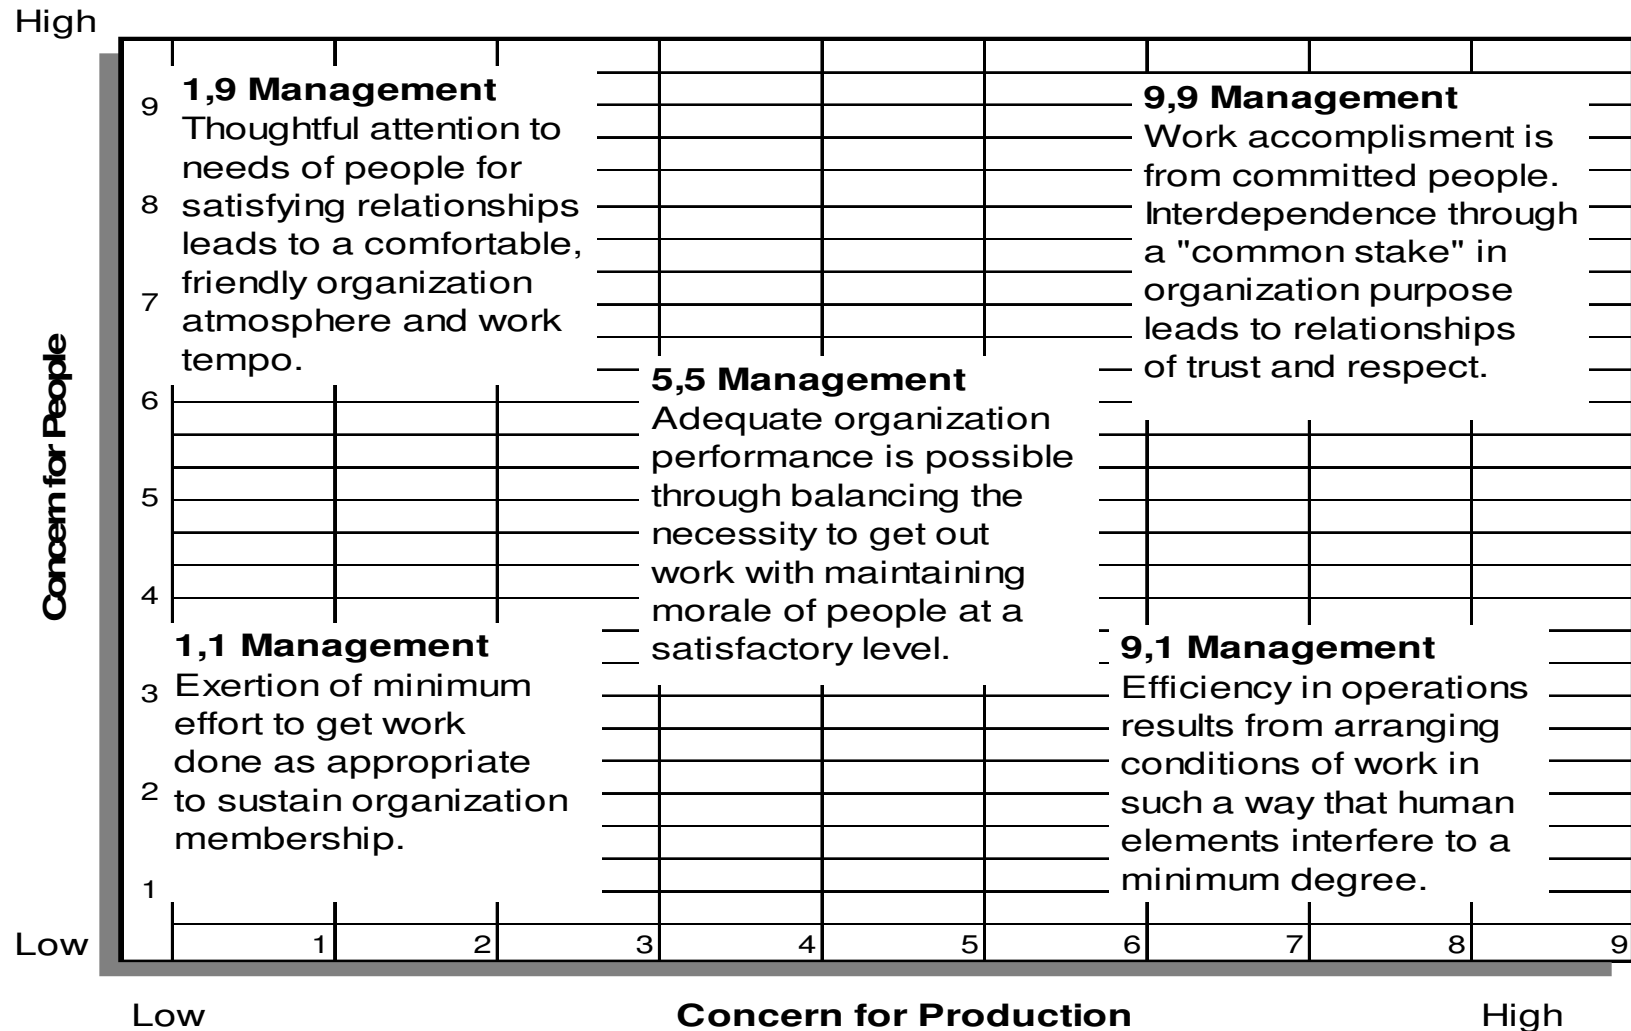 High
1,9 Management
Thoughtful attention to
needs of people for
satisfying relationships
leads to a comfortable,
friendly organization
atmosphere and work
tempo.
9,9 Management
Work accomplisment is
from committed people.
Interdependence through
a "common stake" in
organization purpose
leads to relationships
of trust and respect.
5,5 Management
Adequate organization
performance is possible
through balancing the
necessity to get out
work with maintaining
morale of people at a
satisfactory level.
1,1 Management
Exertion of minimum
effort to get work
done as appropriate
to sustain organization
membership.
9,1 Management
Efficiency in operations
results from arranging
conditions of work in
such a way that human
elements interfere to a
minimum degree.
9
8
7
6
5
4
3
2
1
Concern for People
Low
1 2 3 4 5 6 7 8 9
Low Concern for Production High